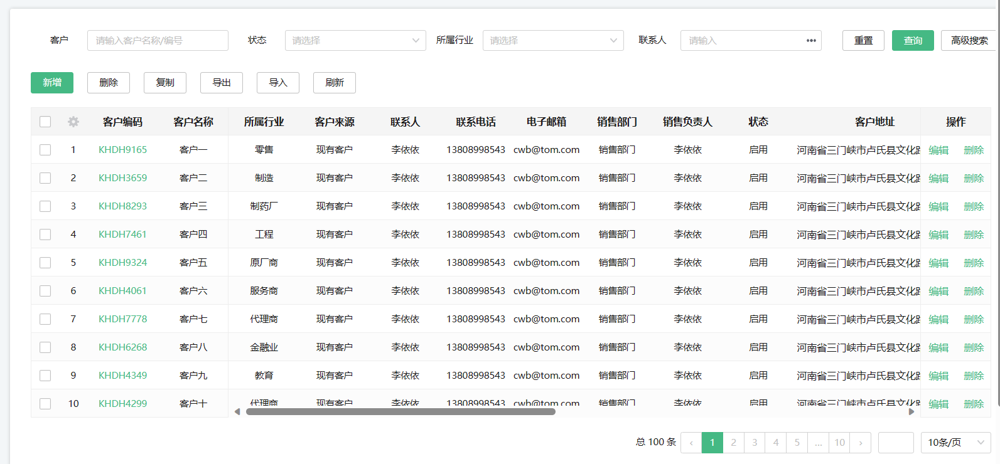 客户 请输入客户名称/编号 状态 请选择 所属行业 请选择 联系人 请输入 ••• 重置 查询 高级搜索
新增 删除 复制 导出 导入 刷新
客户编码 客户名称 所属行业 客户来源 联系人 联系电话 电子邮箱 销售部门 销售负责人 状态 客户地址 操作
1 KHDH9165 客户一 零售 现有客户 李依依 13808998543 cwb@tom.com 销售部门 李依依 启用 河南省三门峡市卢氏县文化路 编辑 删除
2 KHDH3659 客户二 制造 现有客户 李依依 13808998543 cwb@tom.com 销售部门 李依依 启用 河南省三门峡市卢氏县文化路 编辑 删除
3 KHDH8293 客户三 制药厂 现有客户 李依依 13808998543 cwb@tom.com 销售部门 李依依 启用 河南省三门峡市卢氏县文化路 编辑 删除
4 KHDH7461 客户四 工程 现有客户 李依依 13808998543 cwb@tom.com 销售部门 李依依 启用 河南省三门峡市卢氏县文化路 编辑 删除
5 KHDH9324 客户五 原厂商 现有客户 李依依 13808998543 cwb@tom.com 销售部门 李依依 启用 河南省三门峡市卢氏县文化路 编辑 删除
6 KHDH4061 客户六 服务商 现有客户 李依依 13808998543 cwb@tom.com 销售部门 李依依 启用 河南省三门峡市卢氏县文化路 编辑 删除
7 KHDH7778 客户七 代理商 现有客户 李依依 13808998543 cwb@tom.com 销售部门 李依依 启用 河南省三门峡市卢氏县文化路 编辑 删除
8 KHDH6268 客户八 金融业 现有客户 李依依 13808998543 cwb@tom.com 销售部门 李依依 启用 河南省三门峡市卢氏县文化路 编辑 删除
9 KHDH4349 客户九 教育 现有客户 李依依 13808998543 cwb@tom.com 销售部门 李依依 启用 河南省三门峡市卢氏县文化路 编辑 删除
10 KHDH4299 客户十 代理商 现有客户 李依依 13808998543 cwb@tom.com 销售部门 李依依 启用 河南省三门峡市卢氏县文化路 编辑 删除
总 100 条 ‹ 1 2 3 4 5 ... 10 › 10条/页